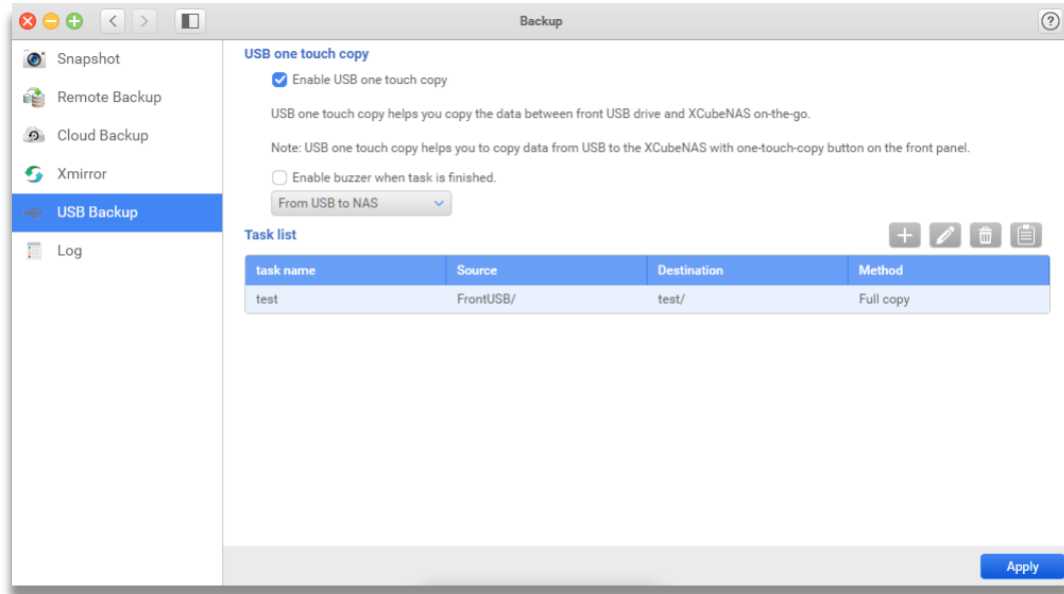 Backup
Snapshot
Remote Backup
Cloud Backup
Xmirror
USB Backup
Log
USB one touch copy
Enable USB one touch copy
USB one touch copy helps you copy the data between front USB drive and XCubeNAS on-the-go.
Note: USB one touch copy helps you to copy data from USB to the XCubeNAS with one-touch-copy button on the front panel.
Enable buzzer when task is finished.
From USB to NAS
Task list
task name Source Destination Method
test FrontUSB/ test/ Full copy
Apply